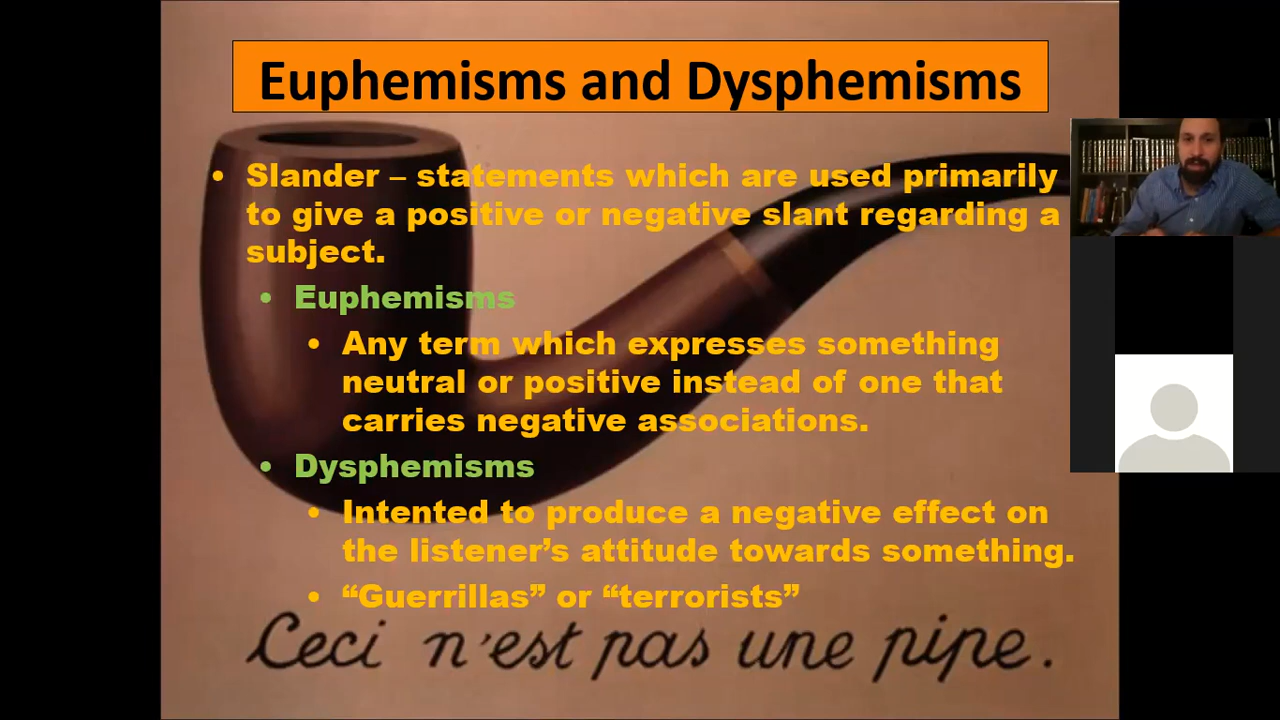 Euphemisms and Dysphemisms
• Slander – statements which are used primarily
to give a positive or negative slant regarding a
subject.
• Euphemisms
• Any term which expresses something
neutral or positive instead of one that
carries negative associations.
• Dysphemisms
• Intented to produce a negative effect on
the listener’s attitude towards something.
• “Guerrillas” or “terrorists”
Ceci n'est pas une pipe.